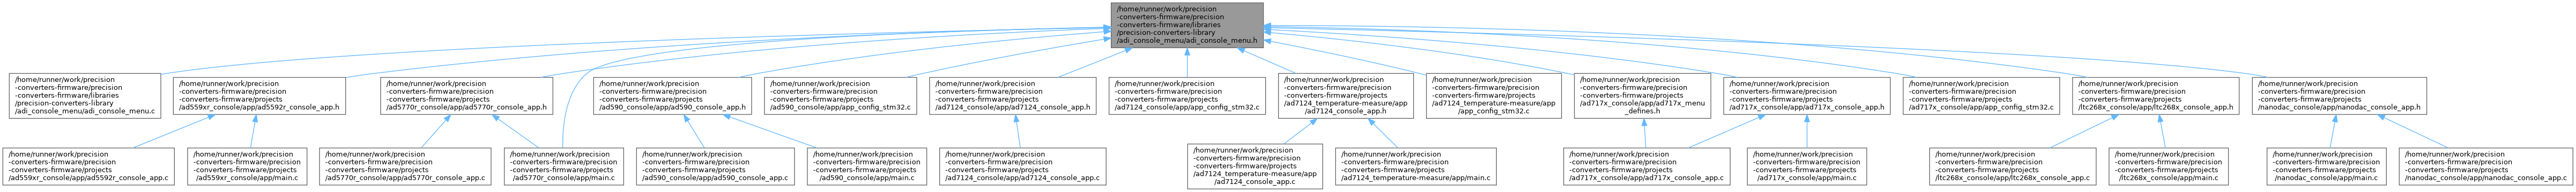 /home/runner/work/precision
-converters-firmware/precision
-converters-firmware/libraries
/precision-converters-library
/adi_console_menu/adi_console_menu.h
/home/runner/work/precision
-converters-firmware/precision
-converters-firmware/libraries
/precision-converters-library
/adi_console_menu/adi_console_menu.c
/home/runner/work/precision
-converters-firmware/precision
-converters-firmware/projects
/ad559xr_console/app/ad5592r_console_app.h
/home/runner/work/precision
-converters-firmware/precision
-converters-firmware/projects
/ad5770r_console/app/ad5770r_console_app.h
/home/runner/work/precision
-converters-firmware/precision
-converters-firmware/projects
/ad590_console/app/ad590_console_app.h
/home/runner/work/precision
-converters-firmware/precision
-converters-firmware/projects
/ad590_console/app/app_config_stm32.c
/home/runner/work/precision
-converters-firmware/precision
-converters-firmware/projects
/ad7124_console/app/ad7124_console_app.h
/home/runner/work/precision
-converters-firmware/precision
-converters-firmware/projects
/ad7124_console/app/app_config_stm32.c
/home/runner/work/precision
-converters-firmware/precision
-converters-firmware/projects
/ad7124_temperature-measure/app
/ad7124_console_app.h
/home/runner/work/precision
-converters-firmware/precision
-converters-firmware/projects
/ad7124_temperature-measure/app
/app_config_stm32.c
/home/runner/work/precision
-converters-firmware/precision
-converters-firmware/projects
/ad717x_console/app/ad717x_menu
_defines.h
/home/runner/work/precision
-converters-firmware/precision
-converters-firmware/projects
/ad717x_console/app/ad717x_console_app.h
/home/runner/work/precision
-converters-firmware/precision
-converters-firmware/projects
/ad717x_console/app/app_config_stm32.c
/home/runner/work/precision
-converters-firmware/precision
-converters-firmware/projects
/ltc268x_console/app/ltc268x_console_app.h
/home/runner/work/precision
-converters-firmware/precision
-converters-firmware/projects
/nanodac_console/app/nanodac_console_app.h
/home/runner/work/precision
-converters-firmware/precision
-converters-firmware/projects
/ad559xr_console/app/ad5592r_console_app.c
/home/runner/work/precision
-converters-firmware/precision
-converters-firmware/projects
/ad559xr_console/app/main.c
/home/runner/work/precision
-converters-firmware/precision
-converters-firmware/projects
/ad5770r_console/app/ad5770r_console_app.c
/home/runner/work/precision
-converters-firmware/precision
-converters-firmware/projects
/ad5770r_console/app/main.c
/home/runner/work/precision
-converters-firmware/precision
-converters-firmware/projects
/ad590_console/app/ad590_console_app.c
/home/runner/work/precision
-converters-firmware/precision
-converters-firmware/projects
/ad590_console/app/main.c
/home/runner/work/precision
-converters-firmware/precision
-converters-firmware/projects
/ad7124_console/app/ad7124_console_app.c
/home/runner/work/precision
-converters-firmware/precision
-converters-firmware/projects
/ad7124_temperature-measure/app
/ad7124_console_app.c
/home/runner/work/precision
-converters-firmware/precision
-converters-firmware/projects
/ad7124_temperature-measure/app/main.c
/home/runner/work/precision
-converters-firmware/precision
-converters-firmware/projects
/ad717x_console/app/ad717x_console_app.c
/home/runner/work/precision
-converters-firmware/precision
-converters-firmware/projects
/ad717x_console/app/main.c
/home/runner/work/precision
-converters-firmware/precision
-converters-firmware/projects
/ltc268x_console/app/ltc268x_console_app.c
/home/runner/work/precision
-converters-firmware/precision
-converters-firmware/projects
/ltc268x_console/app/main.c
/home/runner/work/precision
-converters-firmware/precision
-converters-firmware/projects
/nanodac_console/app/main.c
/home/runner/work/precision
-converters-firmware/precision
-converters-firmware/projects
/nanodac_console/app/nanodac_console_app.c